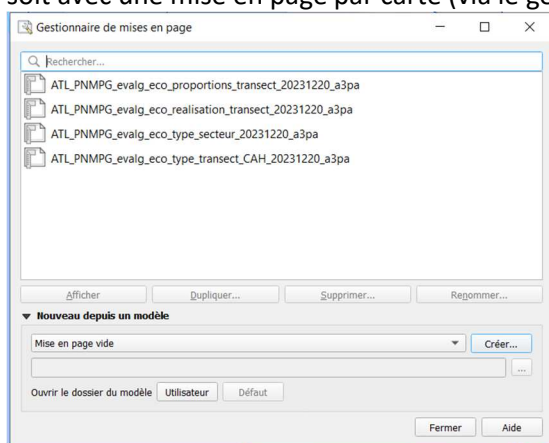 soit avec une mise en page par carte (via le ge
Gestionnaire de mises en page
Rechercher...
ATL_PNMPG_evalg_eco_proportions_transect_20231220_a3pa
ATL_PNMPG_evalg_eco_realisation_transect_20231220_a3pa
ATL_PNMPG_evalg_eco_type_secteur_20231220_a3pa
ATL_PNMPG_evalg_eco_type_transect_CAH_20231220_a3pa
Afficher Dupliquer... Supprimer... Renommer...
Nouveau depuis un modèle
Mise en page vide Créer...
...
Ouvrir le dossier du modèle Utilisateur Défaut
Fermer Aide